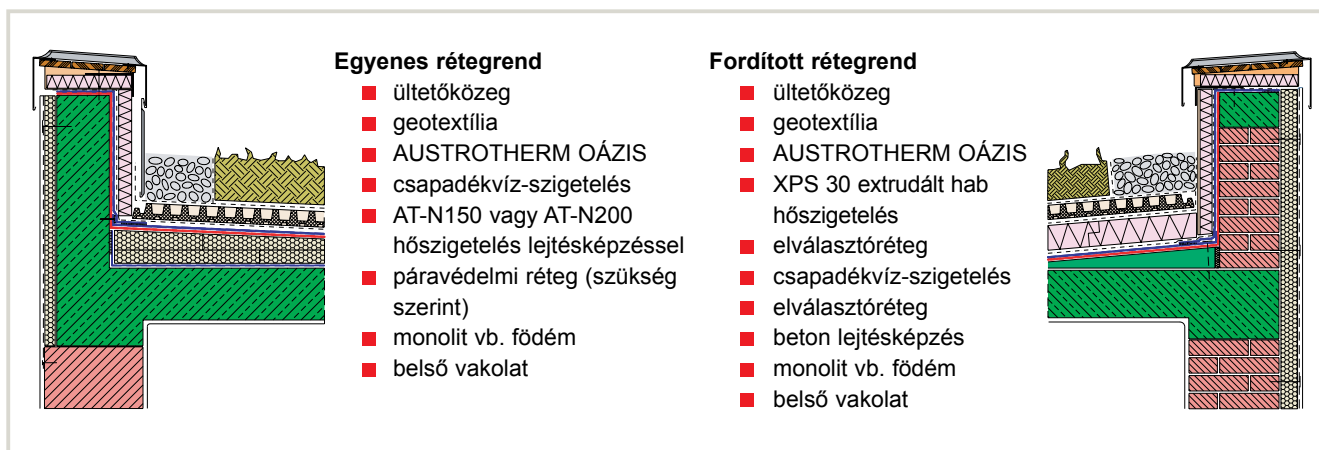 Egyenes rétegrend
ültetőközeg
geotextília
AUSTROTHERM OÁZIS
csapadékvíz-szigetelés
AT-N150 vagy AT-N200
hőszigetelés lejtésképzéssel
páravédelmi réteg (szükség
szerint)
monolit vb. födém
belső vakolat
Fordított rétegrend
ültetőközeg
geotextília
AUSTROTHERM OÁZIS
XPS 30 extrudált hab
hőszigetelés
elválasztóréteg
csapadékvíz-szigetelés
elválasztóréteg
beton lejtésképzés
monolit vb. födém
belső vakolat